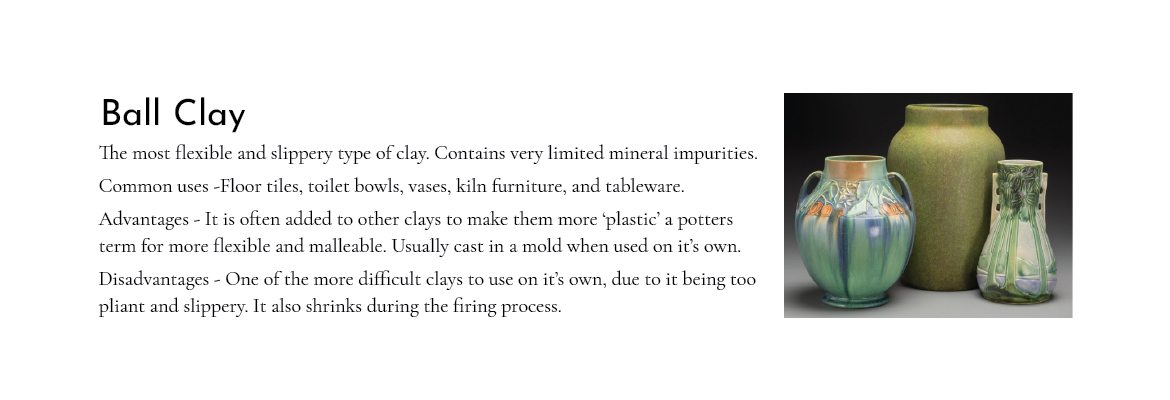 Ball Clay
The most flexible and slippery type of clay. Contains very limited mineral impurities.
Common uses -Floor tiles, toilet bowls, vases, kiln furniture, and tableware.
Advantages - It is often added to other clays to make them more ‘plastic’ a potters
term for more flexible and malleable. Usually cast in a mold when used on it’s own.
Disadvantages - One of the more difficult clays to use on it’s own, due to it being too
pliant and slippery. It also shrinks during the firing process.